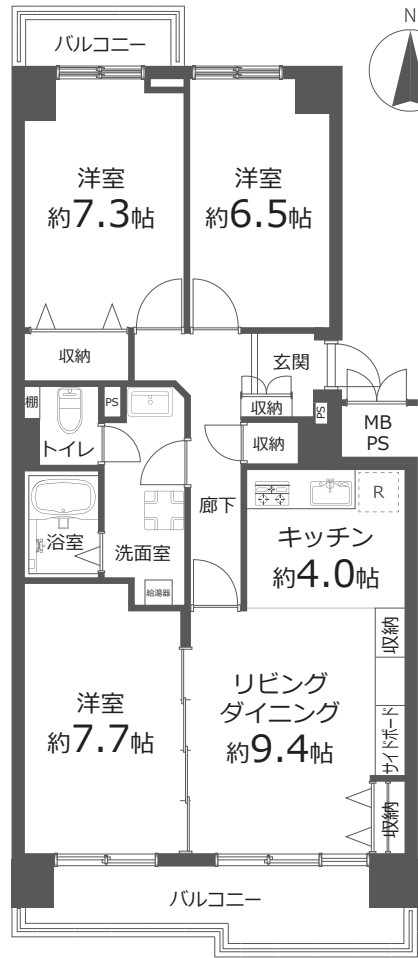 N
バルコニー
洋室
約7.3帖
洋室
約6.5帖
収納
玄関
収納
棚
トイレ
PS
PS
MB
PS
収納
廊下
浴室
洗面室
給湯器
R
キッチン
約4.0帖
収納
洋室
約7.7帖
リビング
ダイニング
約9.4帖
サイドボード
収納
バルコニー